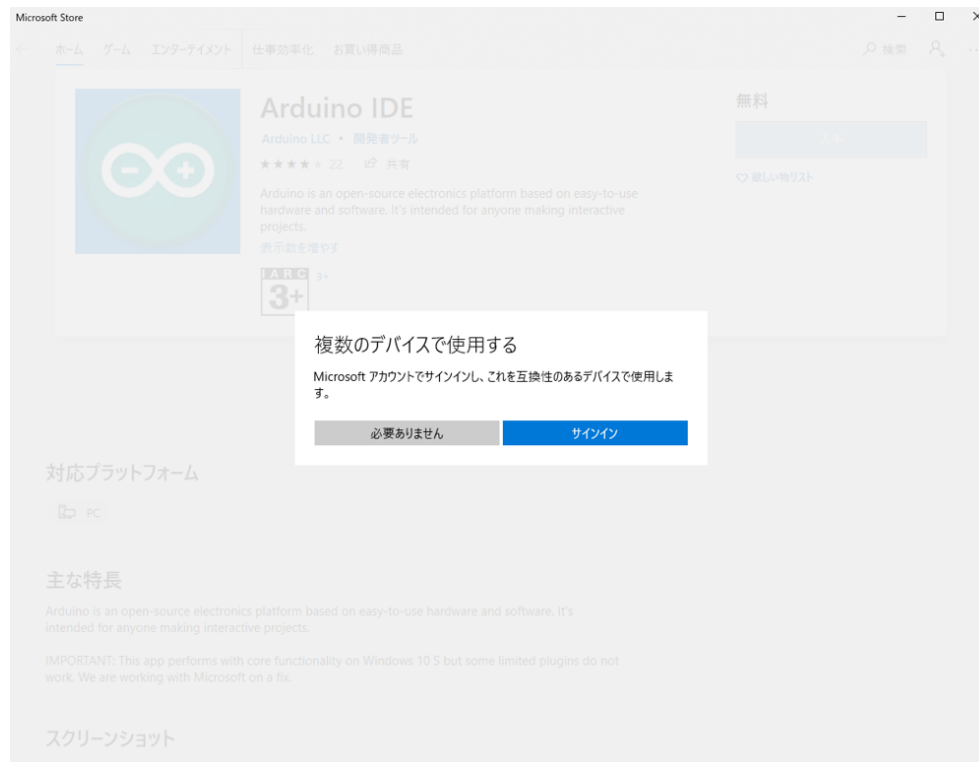 Microsoft Store
ホーム ゲーム エンターテイメント 仕事効率化 お買い得商品 検索
Arduino IDE
Arduino LLC • 開発者ツール
22 共有
Arduino is an open-source electronics platform based on easy-to-use
hardware and software. It's intended for anyone making interactive
projects.
表示数を増やす
IARC
3+
3+
無料
欲しい物リスト
複数のデバイスで使用する
Microsoft アカウントでサインインし、これを互換性のあるデバイスで使用しま
す。
必要ありません サインイン
対応プラットフォーム
PC
主な特長
Arduino is an open-source electronics platform based on easy-to-use hardware and software. It's
intended for anyone making interactive projects.
IMPORTANT: This app performs with core functionality on Windows 10 S but some limited plugins do not
work. We are working with Microsoft on a fix.
スクリーンショット